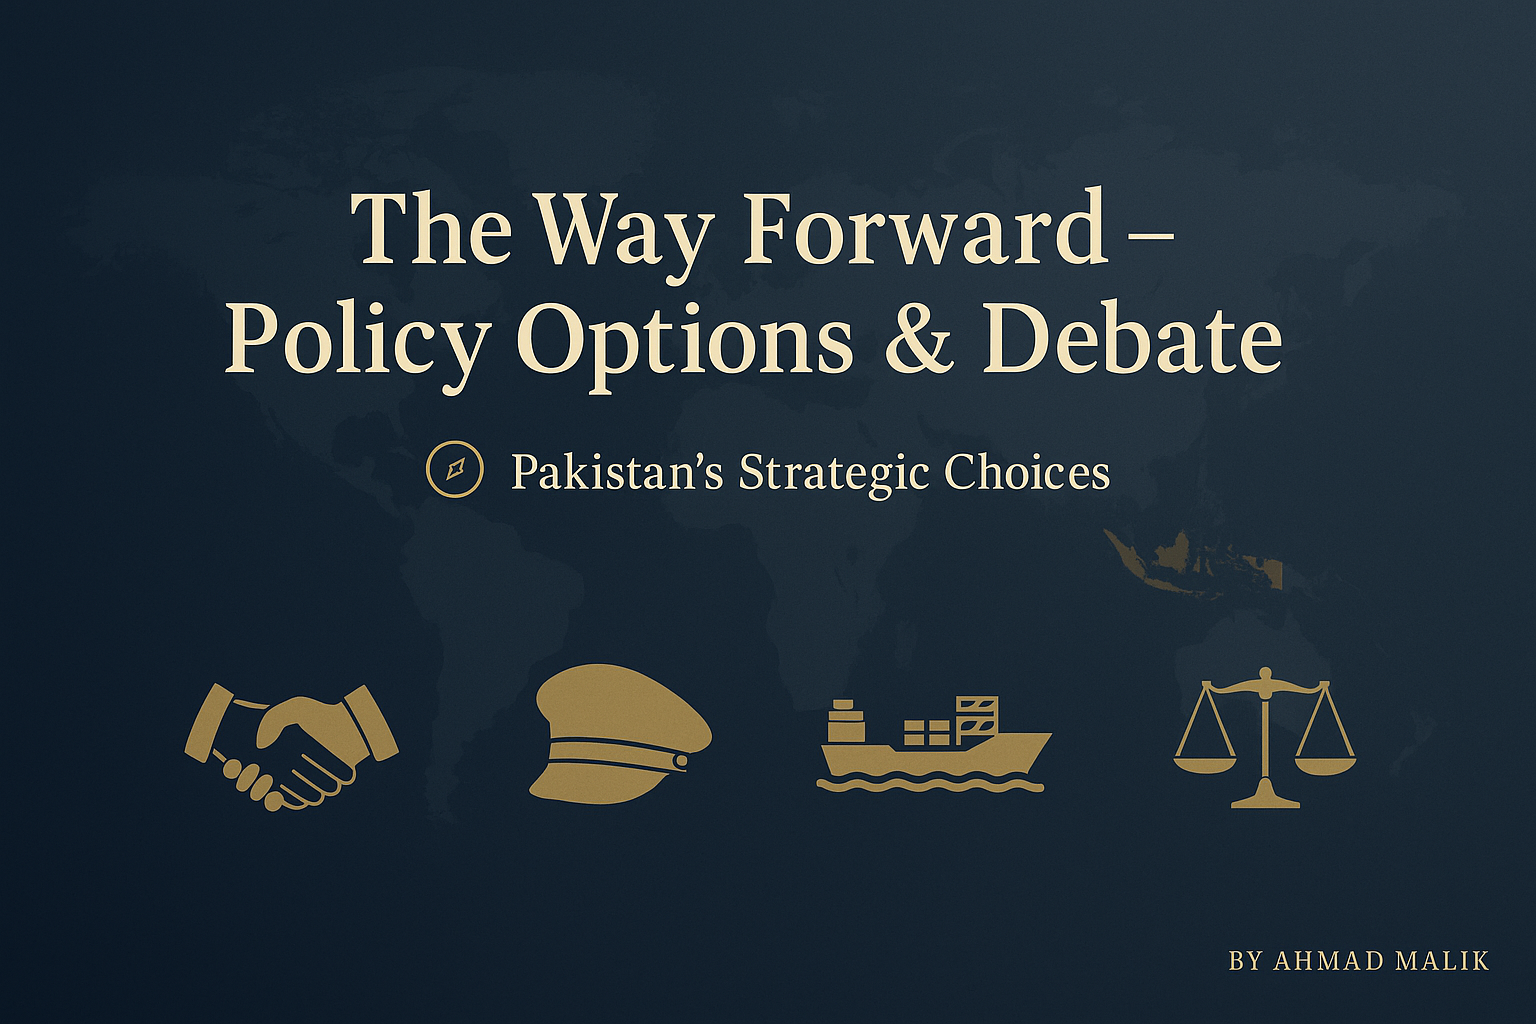 The Way Forward –
Policy Options & Debate
Pakistan’s Strategic Choices
BY AHMAD MALIK